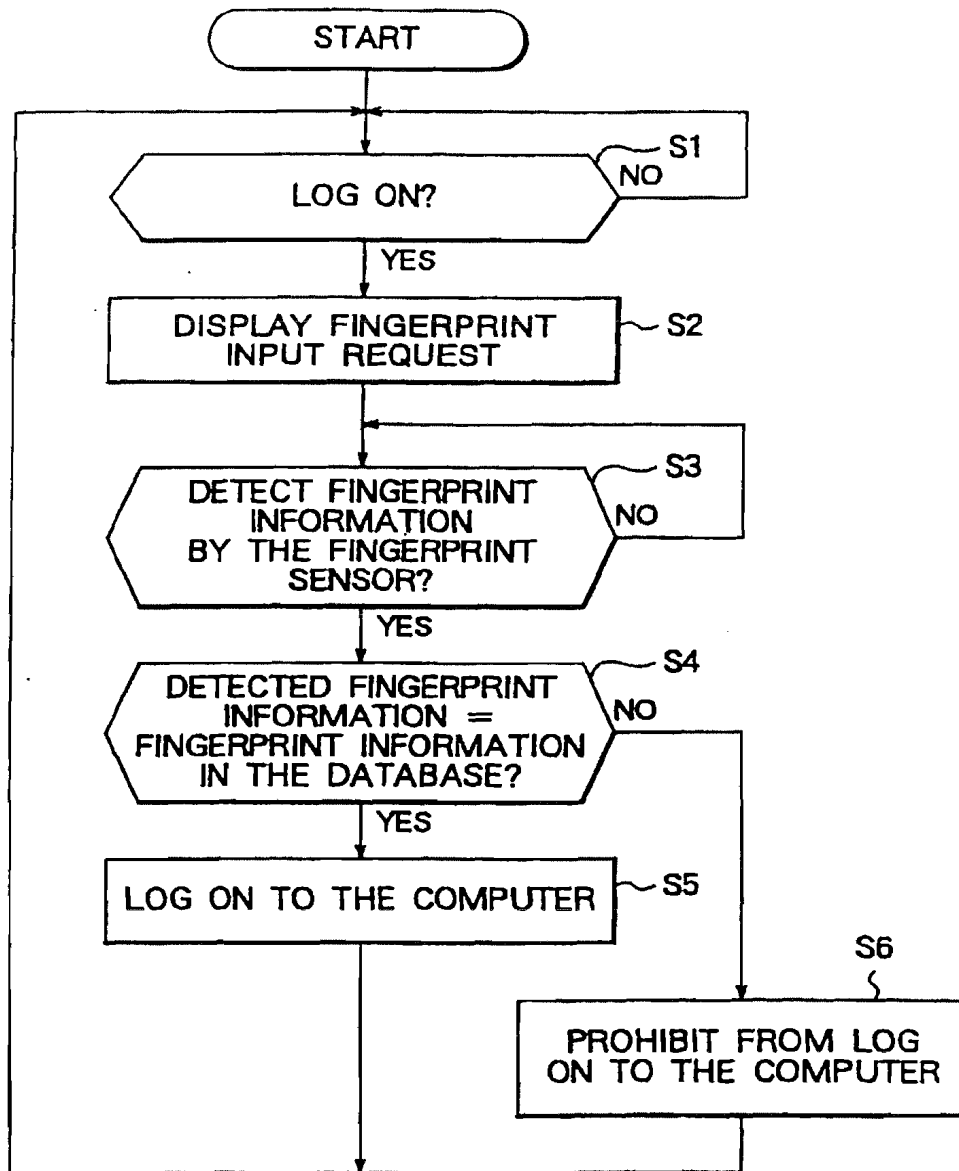 START
S1
NO
LOG ON?
YES
DISPLAY FINGERPRINT
INPUT REQUEST
S2
S3
DETECT FINGERPRINT
INFORMATION
BY THE FINGERPRINT
SENSOR?
NO
YES
S4
DETECTED FINGERPRINT
INFORMATION =
FINGERPRINT INFORMATION
IN THE DATABASE?
NO
YES
LOG ON TO THE COMPUTER
S5
S6
PROHIBIT FROM LOG
ON TO THE COMPUTER